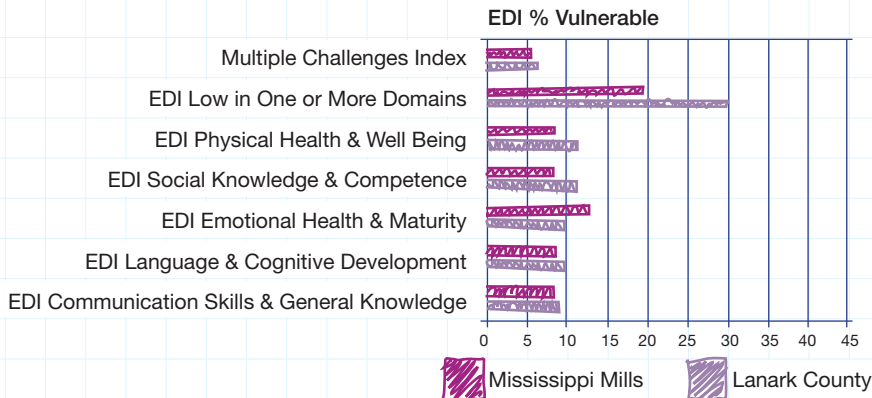 EDI % Vulnerable
Multiple Challenges Index
EDI Low in One or More Domains
EDI Physical Health & Well Being
EDI Social Knowledge & Competence
EDI Emotional Health & Maturity
EDI Language & Cognitive Development
EDI Communication Skills & General Knowledge
0 5 10 15 20 25 30 35 40 45
Mississippi Mills Lanark County